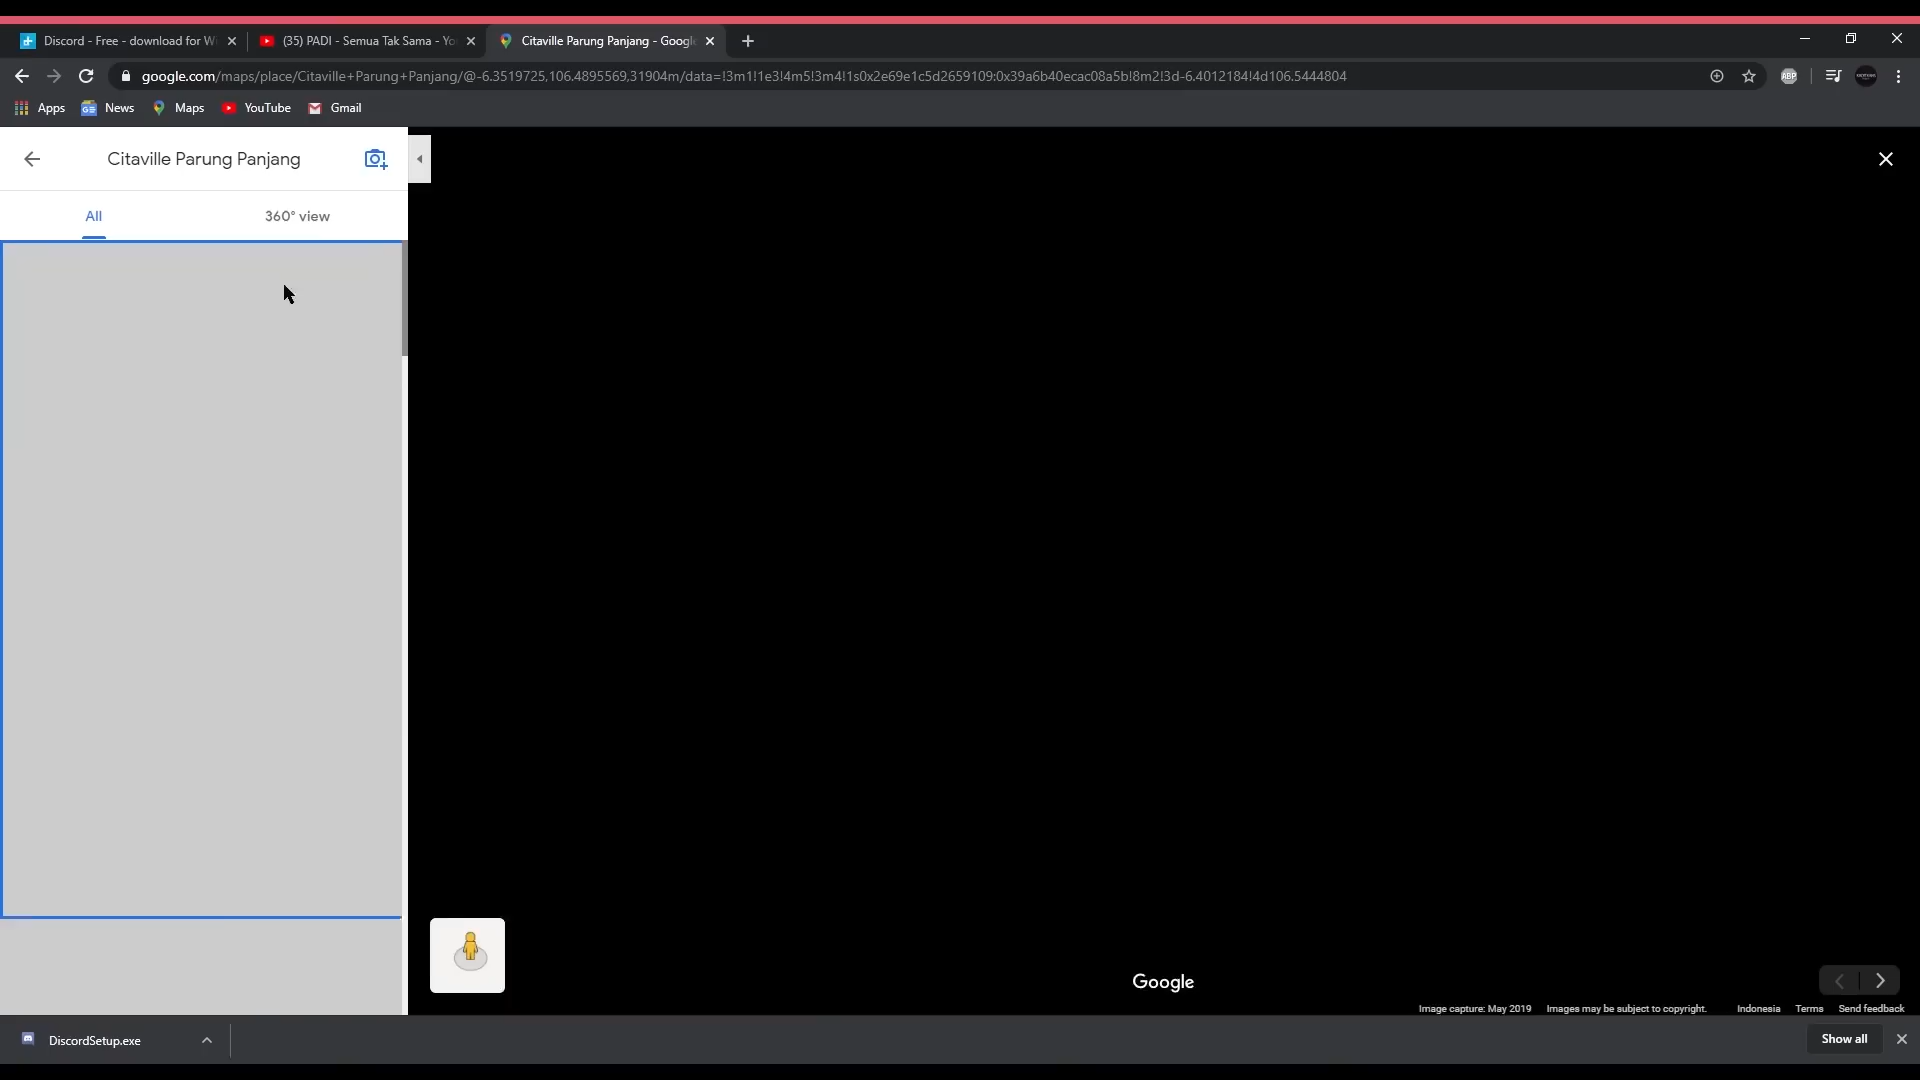 Discord - Free - download for Wi
(35) PADI - Semua Tak Sama - Yo
Citaville Parung Panjang - Googl
google.com/maps/place/Citaville+Parung+Panjang/@-6.3519725,106.4895569,31904m/data=!3m1!1e3!4m5!3m4!1s0x2e69e1c5d2659109:0x39a6b40ecac08a5b!8m2!3d-6.4012184!4d106.5444804
ABP
Apps
News
Maps
YouTube
Gmail
Citaville Parung Panjang
All
360° view
Google
Image capture: May 2019
Images may be subject to copyright.
Indonesia
Terms
Send feedback
DiscordSetup.exe
Show all